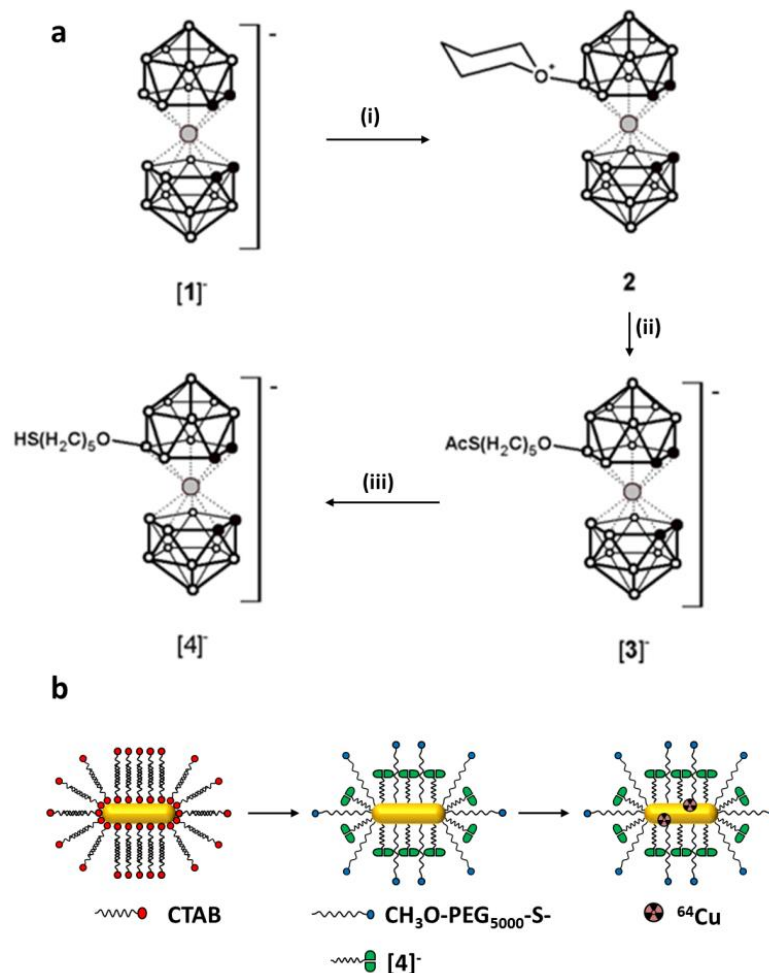 a
-
+
O
(i)
[1]⁻
2
(ii)
-
-
HS(H₂C)₅O
AcS(H₂C)₅O
(iii)
[4]⁻
[3]⁻
b
CTAB
CH₃O-PEG₅₀₀₀-S-
⁶⁴Cu
[4]⁻